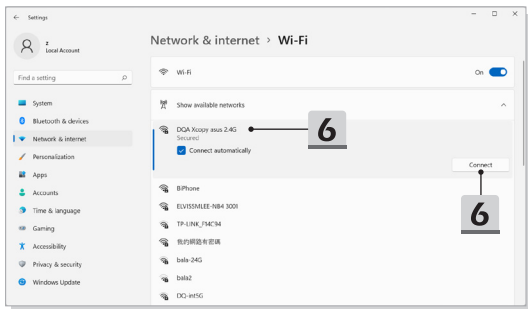 Settings
z
Local Account
Find a setting
System
Bluetooth & devices
Network & internet
Personalization
Apps
Accounts
Time & language
Gaming
Accessibility
Privacy & security
Windows Update
Network & internet > Wi-Fi
Wi-Fi
On
Show available networks
DQA Xcopy asus 2.4G
Secured
Connect automatically
6
Connect
6
BiPhone
ELVISSMLEE-NB4 3001
TP-LINK_F14C94
我的網路有密碼
bala-24G
bala2
DQ-int5G